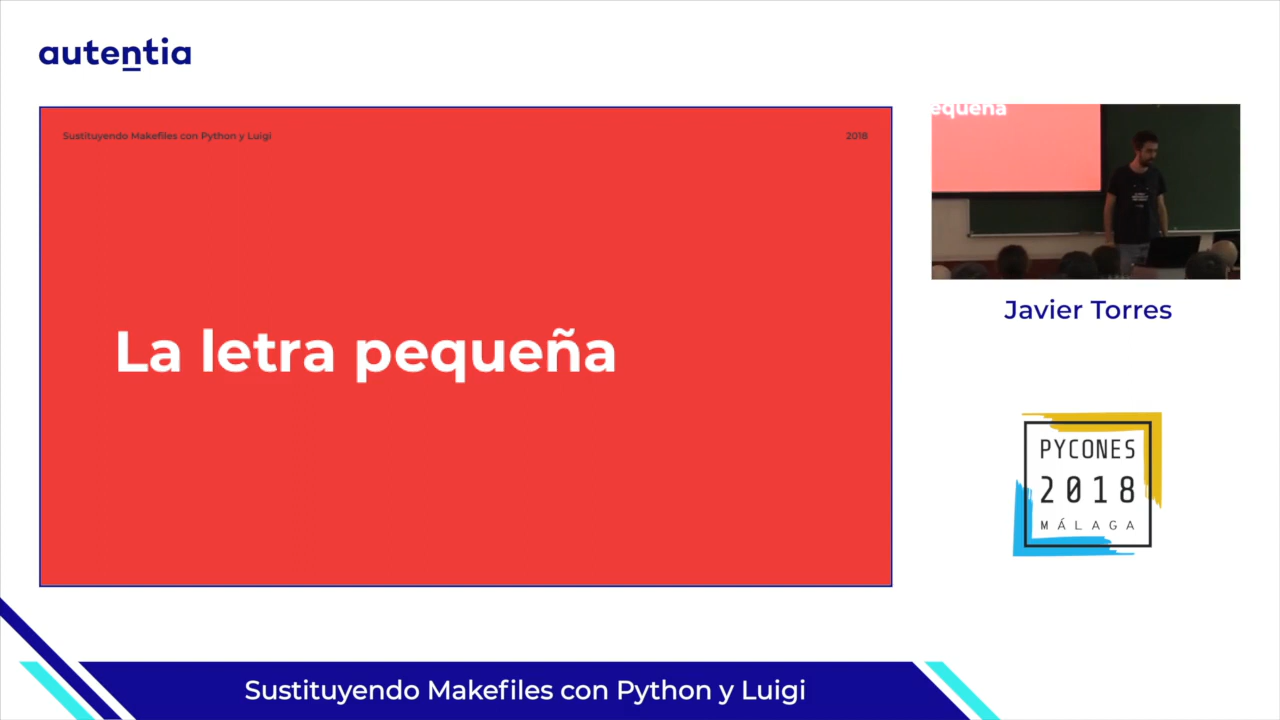 autentia
Sustituyendo Makefiles con Python y Luigi
2018
La letra pequeña
equeña
Javier Torres
PYCONES
2018
MÁLAGA
Sustituyendo Makefiles con Python y Luigi